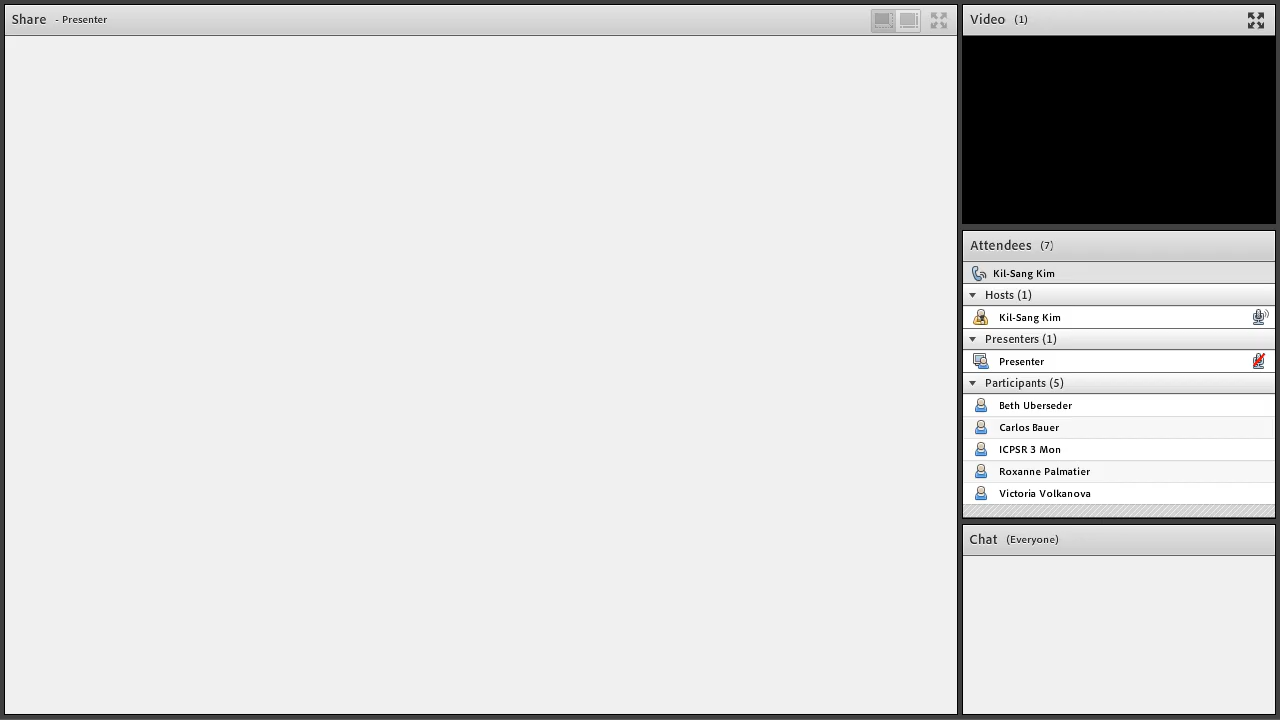 Share - Presenter
Video (1)
Attendees (7)
Kil-Sang Kim
Hosts (1)
Kil-Sang Kim
Presenters (1)
Presenter
Participants (5)
Beth Uberseder
Carlos Bauer
ICPSR 3 Mon
Roxanne Palmatier
Victoria Volkanova
Chat (Everyone)